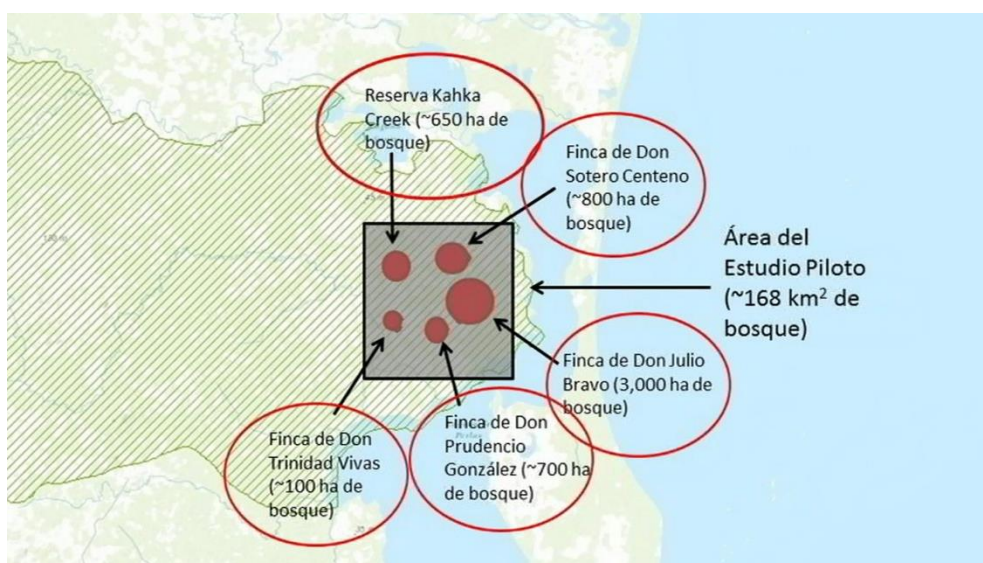 Reserva Kahka
Creek (~650 ha de
bosque)
Finca de Don
Sotero Centeno
(~800 ha de
bosque)
Área del
Estudio Piloto
(~168 km² de
bosque)
Finca de Don Julio
Bravo (3,000 ha de
bosque)
Finca de Don
Prudencio
González (~700 ha
de bosque)
Finca de Don
Trinidad Vivas
(~100 ha de
bosque)